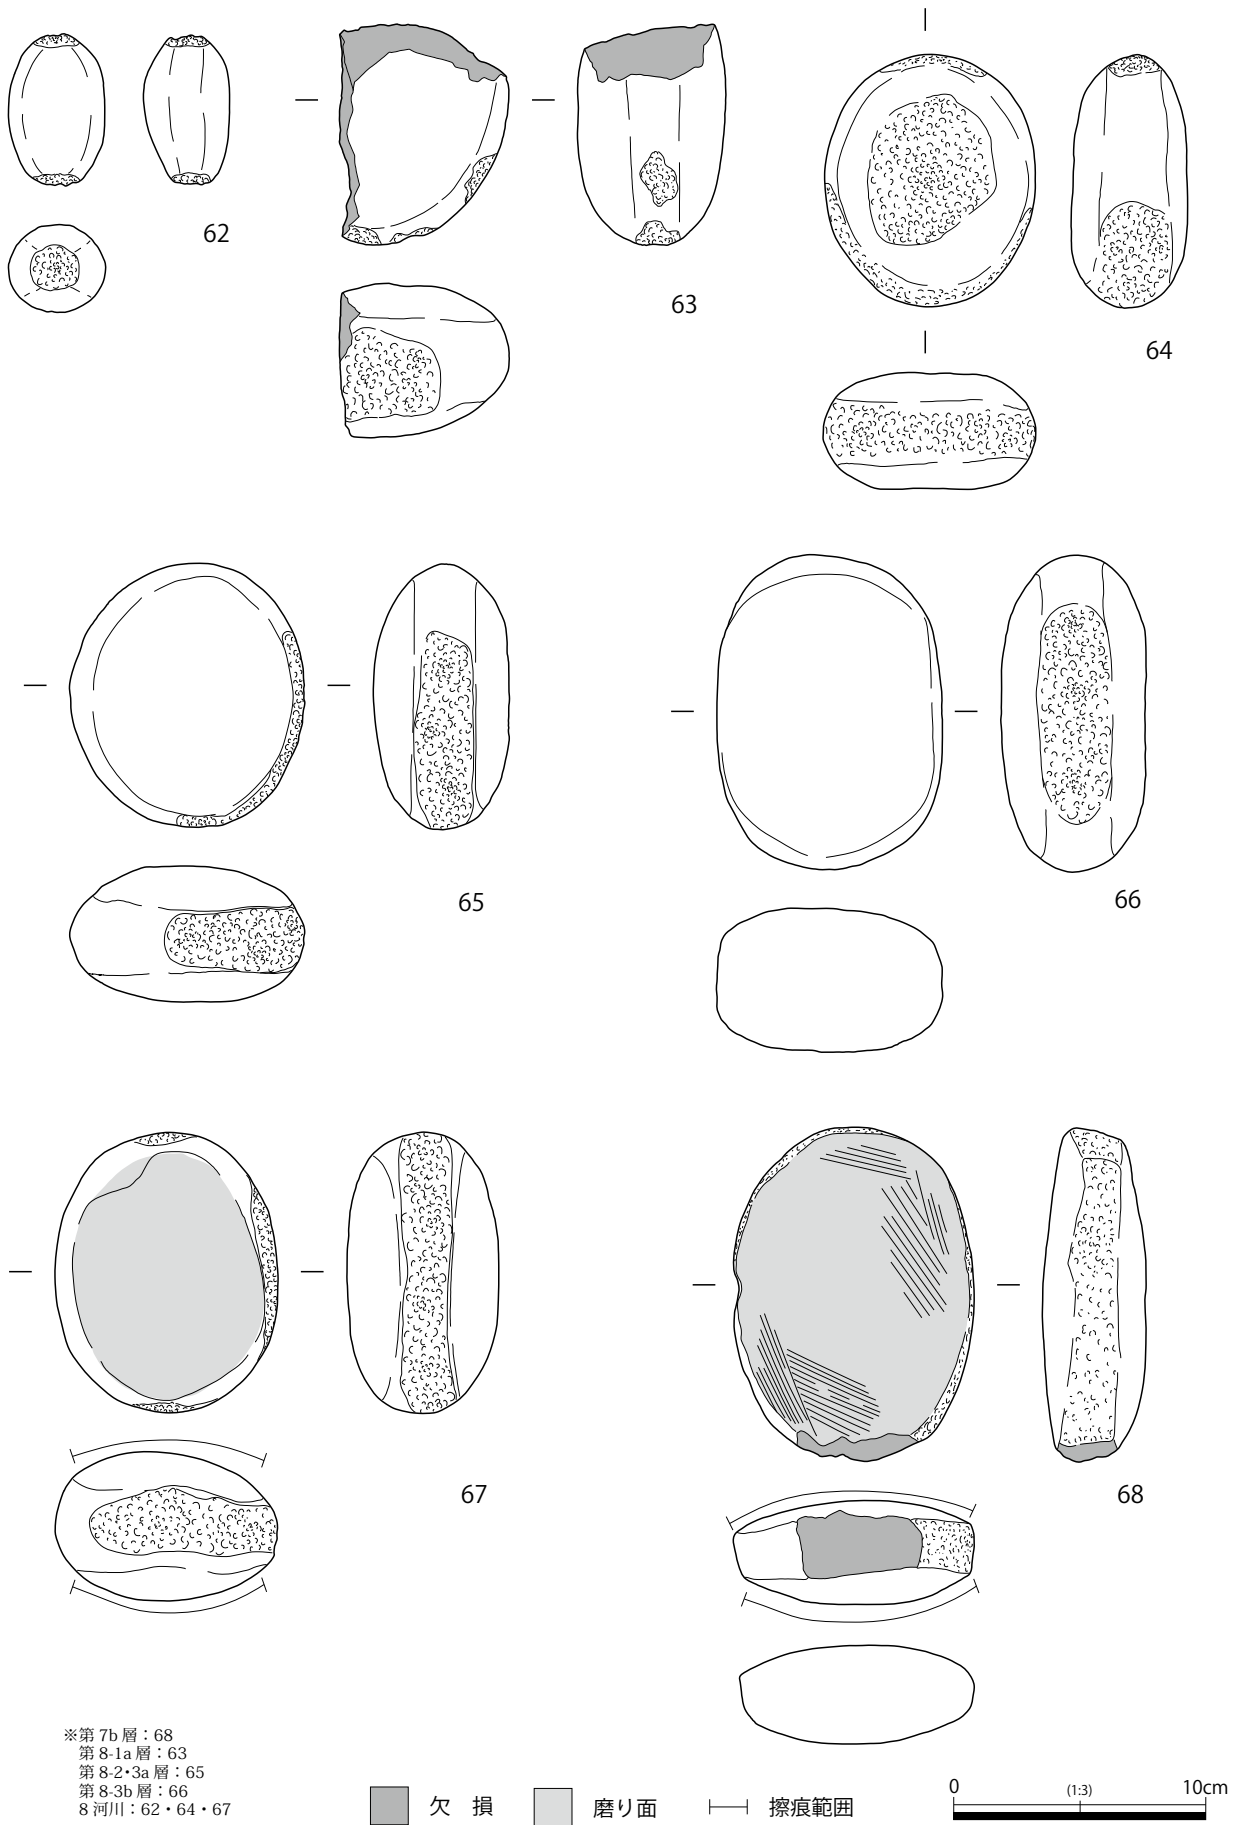 62
63
64
65
66
67
68
※第 7b 層：68
第 8-1a 層：63
第 8-2・3a 層：65
第 8-3b 層：66
8 河川：62・64・67
欠 損
磨り面
擦痕範囲
0 (1:3) 10cm